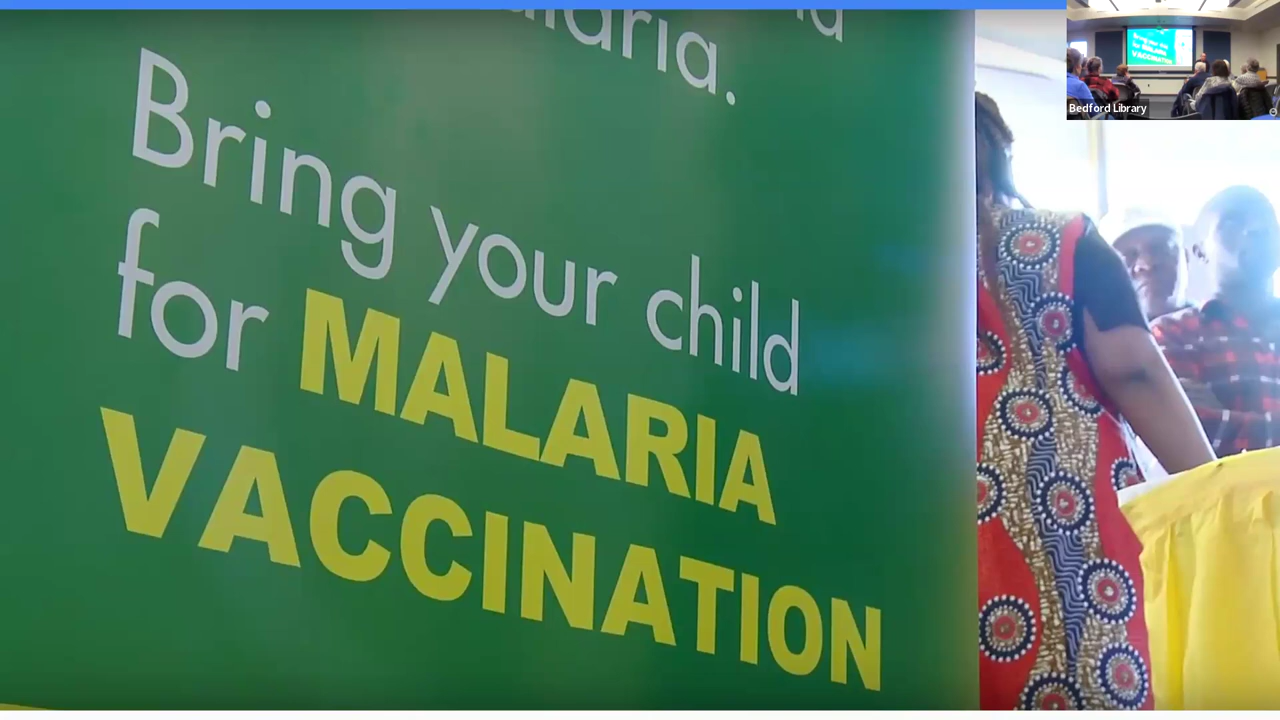 malaria.
Bring your child
for MALARIA
VACCINATION
Bedford Library